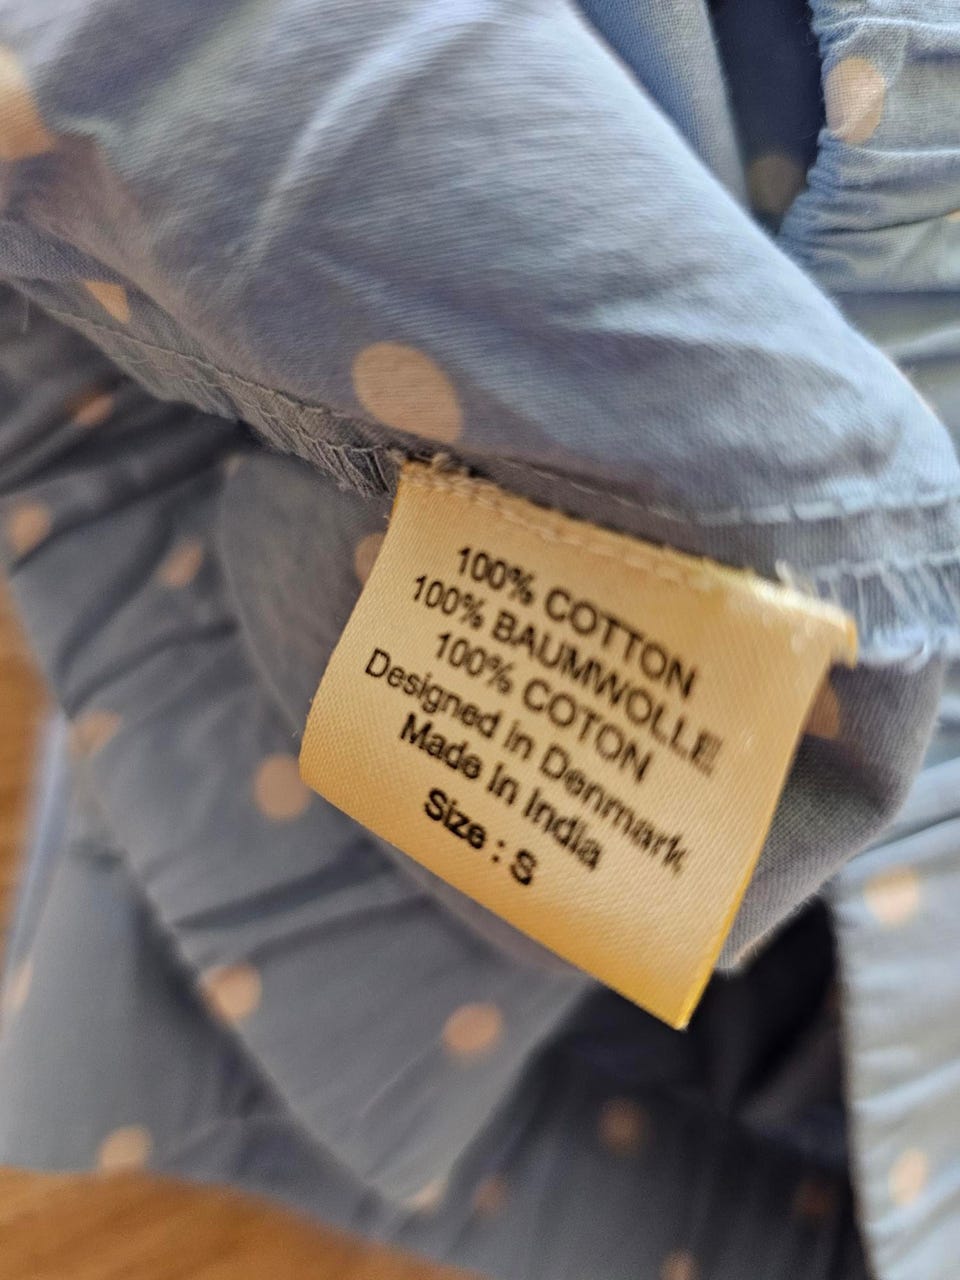 100% COTTON
100% BAUMWOLLE
100% COTON
Designed in Denmark
Made in India
Size : S